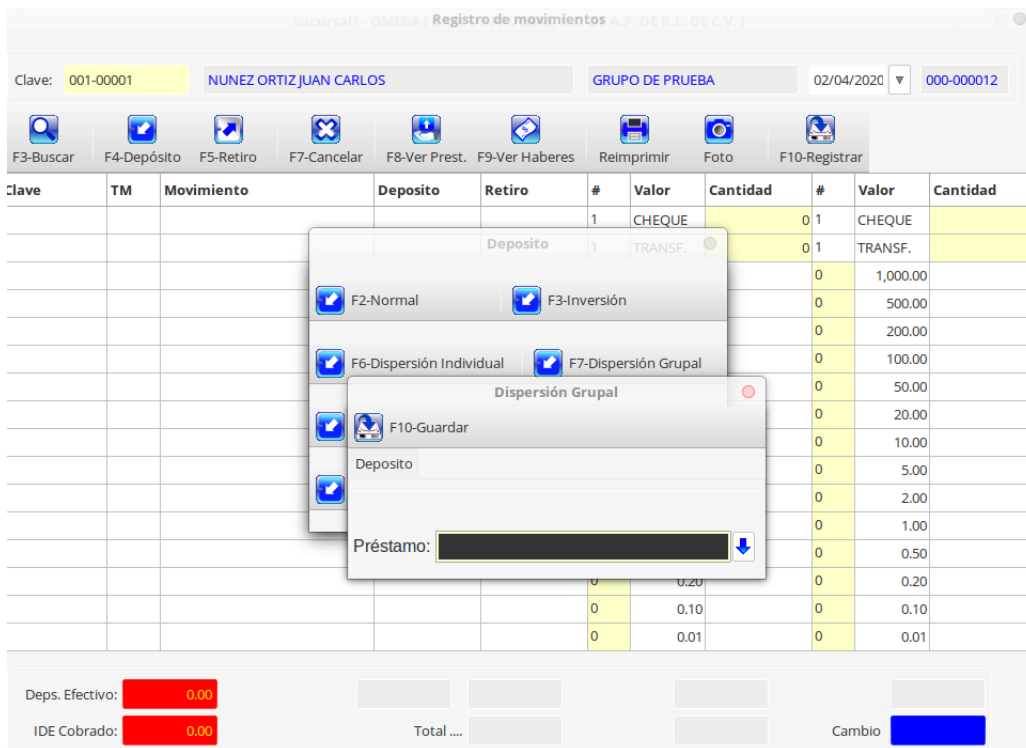 sucursal1 - OMEGA ( Registro de movimientos A.P. DE R.L. DE C.V. )
Clave: 001-00001 NUNEZ ORTIZ JUAN CARLOS GRUPO DE PRUEBA 02/04/2020 000-000012
F3-Buscar F4-Depósito F5-Retiro F7-Cancelar F8-Ver Prest. F9-Ver Haberes Reimprimir Foto F10-Registrar
Clave TM Movimiento Deposito Retiro # Valor Cantidad # Valor Cantidad
1 CHEQUE 0 1 CHEQUE
Deposito 1 TRANSF. 0 1 TRANSF.
0 1,000.00
F2-Normal F3-Inversión
0 500.00
0 200.00
F6-Dispersión Individual F7-Dispersión Grupal
0 100.00
Dispersión Grupal
0 50.00
0 20.00
F10-Guardar
0 10.00
Deposito
0 5.00
0 2.00
0 1.00
Préstamo:
0 0.50
0 0.20 0 0.20
0 0.10 0 0.10
0 0.01 0 0.01
Deps. Efectivo: 0.00
IDE Cobrado: 0.00 Total .... Cambio